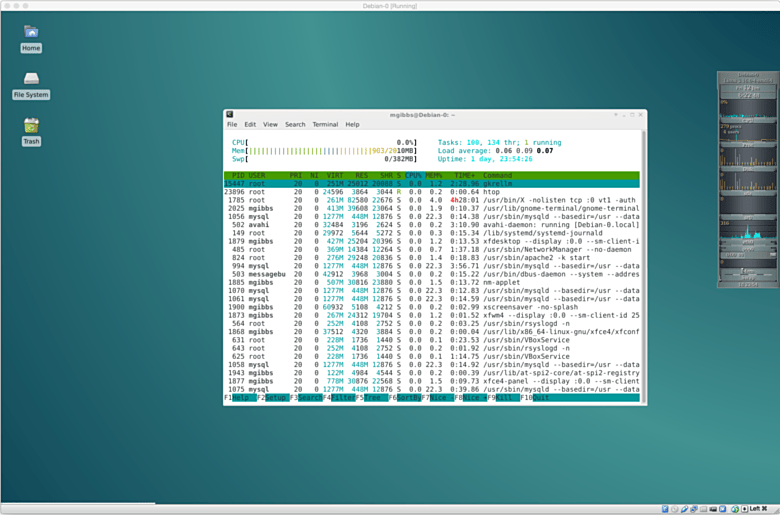 Debian-0 [Running]
Home
File System
Trash
mgibbs@Debian-0: ~
File Edit View Search Terminal Help
CPU[ 0.0%] Tasks: 100, 134 thr; 1 running
Mem[||||||||||||||||||||||||||||||903/2010MB] Load average: 0.06 0.09 0.07
Swp[ 0/382MB] Uptime: 1 day, 23:54:26
PID USER PRI NI VIRT RES SHR S CPU% MEM% TIME+ Command
15447 root 20 0 251M 25012 20088 S 0.0 1.2 2:28.96 gkrellm
23896 root 20 0 24596 3864 3044 R 0.0 0.2 0:00.64 htop
1785 root 20 0 261M 82580 22676 S 0.0 4.0 4h28:01 /usr/bin/X -nolisten tcp :0 vt1 -auth
2025 mgibbs 20 0 413M 39608 23064 S 0.0 1.9 0:10.37 /usr/lib/gnome-terminal/gnome-terminal
1056 mysql 20 0 1277M 448M 12876 S 0.0 22.3 0:14.38 /usr/sbin/mysqld --basedir=/usr --data
502 avahi 20 0 32484 3196 2624 S 0.0 0.2 3:10.90 avahi-daemon: running [Debian-0.local]
149 root 20 0 29972 5644 5272 S 0.0 0.3 0:15.34 /lib/systemd/systemd-journald
1879 mgibbs 20 0 427M 25204 20396 S 0.0 1.2 0:13.53 xfdesktop --display :0.0 --sm-client-i
485 root 20 0 369M 14384 12264 S 0.0 0.7 1:37.18 /usr/sbin/NetworkManager --no-daemon
824 root 20 0 276M 29248 20836 S 0.0 1.4 0:18.83 /usr/sbin/apache2 -k start
994 mysql 20 0 1277M 448M 12876 S 0.0 22.3 3:56.71 /usr/sbin/mysqld --basedir=/usr --data
503 messagebu 20 0 42912 3968 3004 S 0.0 0.2 0:15.22 /usr/bin/dbus-daemon --system --addres
1885 mgibbs 20 0 507M 30816 23880 S 0.0 1.5 0:13.72 nm-applet
1070 mysql 20 0 1277M 448M 12876 S 0.0 22.3 0:12.83 /usr/sbin/mysqld --basedir=/usr --data
1061 mysql 20 0 1277M 448M 12876 S 0.0 22.3 0:14.59 /usr/sbin/mysqld --basedir=/usr --data
1900 mgibbs 20 0 60932 5108 4212 S 0.0 0.2 0:02.99 xscreensaver -no-splash
1873 mgibbs 20 0 267M 24312 19704 S 0.0 1.2 0:01.52 xfwm4 --display :0.0 --sm-client-id 25
564 root 20 0 252M 4108 2752 S 0.0 0.2 0:03.25 /usr/sbin/rsyslogd -n
1868 mgibbs 20 0 37512 4320 3884 S 0.0 0.2 0:00.04 /usr/lib/x86_64-linux-gnu/xfce4/xfconf
631 root 20 0 228M 1736 1440 S 0.0 0.1 0:23.53 /usr/sbin/VBoxService
643 root 20 0 252M 4108 2752 S 0.0 0.2 0:01.92 /usr/sbin/rsyslogd -n
625 root 20 0 228M 1736 1440 S 0.0 0.1 1:14.75 /usr/sbin/VBoxService
1058 mysql 20 0 1277M 448M 12876 S 0.0 22.3 0:14.92 /usr/sbin/mysqld --basedir=/usr --data
1943 mgibbs 20 0 122M 4984 4544 S 0.0 0.2 0:00.39 /usr/lib/at-spi2-core/at-spi2-registry
1877 mgibbs 20 0 778M 30816 22568 S 0.0 1.5 0:09.73 xfce4-panel --display :0.0 --sm-client
1075 mysql 20 0 1277M 448M 12876 S 0.0 22.3 0:39.86 /usr/sbin/mysqld --basedir=/usr --data
F1Help F2Setup F3SearchF4FilterF5Tree F6SortByF7Nice -F8Nice +F9Kill F10Quit
Left ⌘